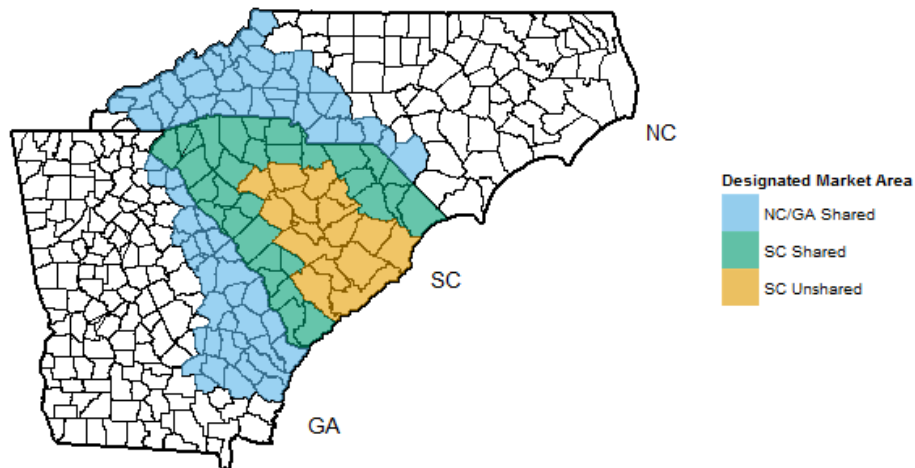 NC
Designated Market Area
NC/GA Shared
SC Shared
SC
SC Unshared
GA